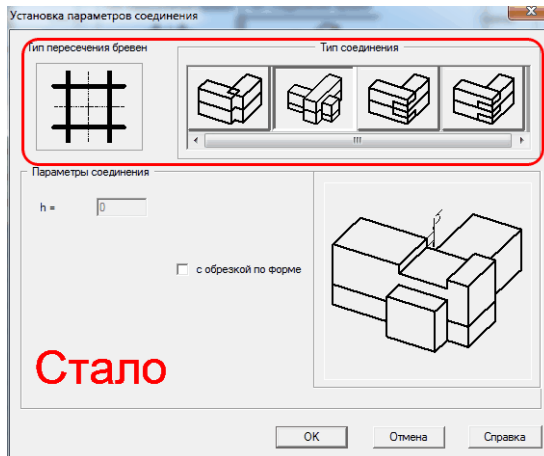 Установка параметров соединения
Тип пересечения бревен
Тип соединения
Параметры соединения
h =
0
с обрезкой по форме
h
Стало
OK
Отмена
Справка